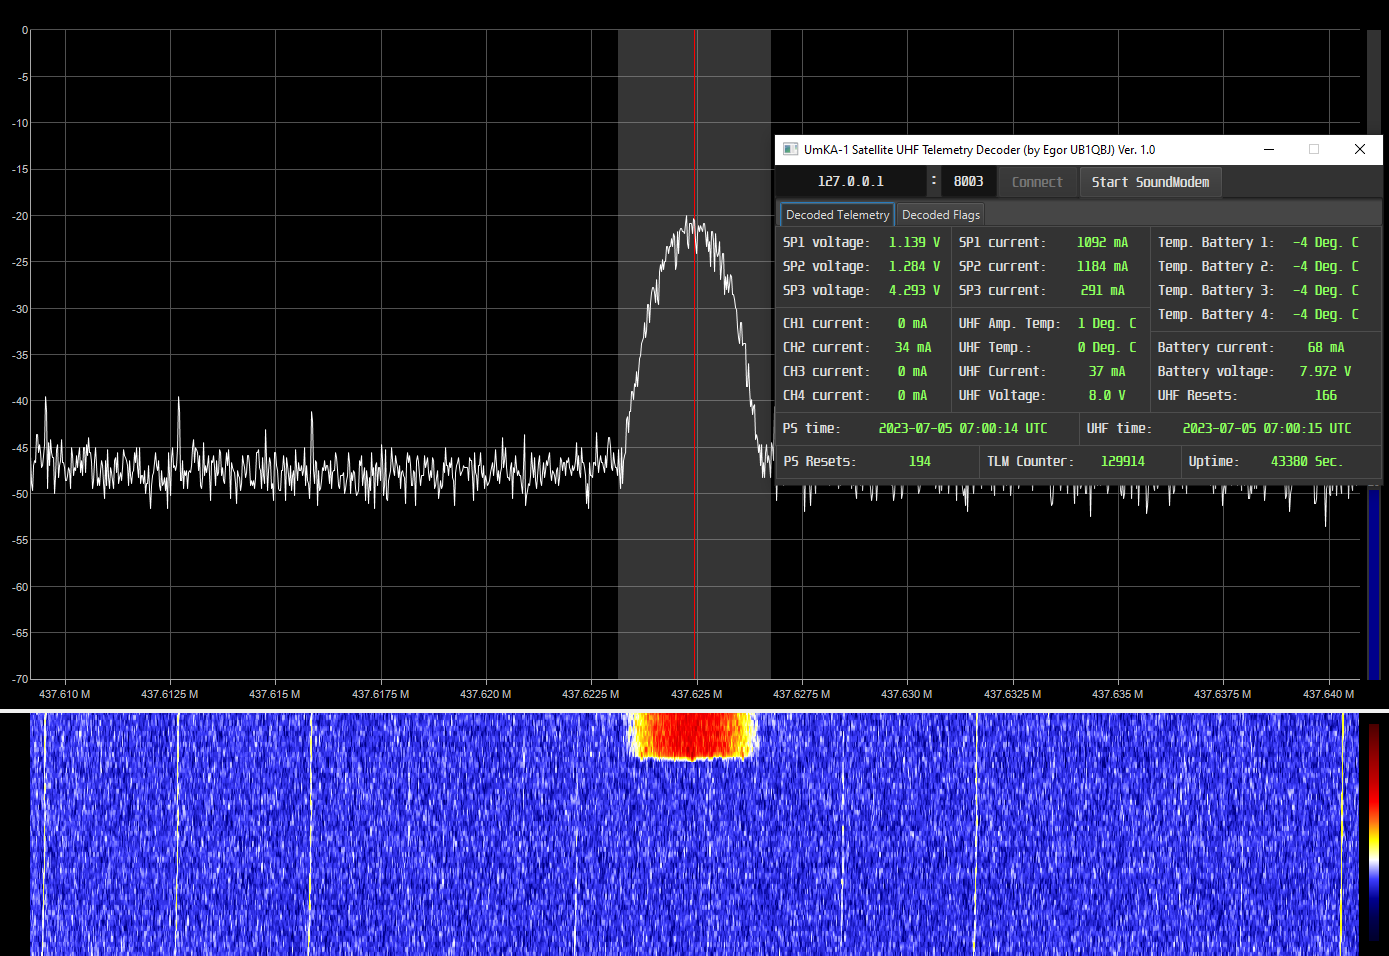 0
-5
-10
-15
-20
-25
-30
-35
-40
-45
-50
-55
-60
-65
-70
437.610 M 437.6125 M 437.615 M 437.6175 M 437.620 M 437.6225 M 437.625 M 437.6275 M 437.630 M 437.6325 M 437.635 M 437.6375 M 437.640 M
UmKA-1 Satellite UHF Telemetry Decoder (by Egor UB1QBJ) Ver. 1.0
127.0.0.1 : 8003 Connect Start SoundModem
Decoded Telemetry Decoded Flags
SP1 voltage: 1.139 V SP1 current: 1092 mA Temp. Battery 1: -4 Deg. C
SP2 voltage: 1.284 V SP2 current: 1184 mA Temp. Battery 2: -4 Deg. C
SP3 voltage: 4.293 V SP3 current: 291 mA Temp. Battery 3: -4 Deg. C
Temp. Battery 4: -4 Deg. C
CH1 current: 0 mA UHF Amp. Temp: 1 Deg. C
CH2 current: 34 mA UHF Temp.: 0 Deg. C Battery current: 68 mA
CH3 current: 0 mA UHF Current: 37 mA Battery voltage: 7.972 V
CH4 current: 0 mA UHF Voltage: 8.0 V UHF Resets: 166
PS time: 2023-07-05 07:00:14 UTC UHF time: 2023-07-05 07:00:15 UTC
PS Resets: 194 TLM Counter: 129914 Uptime: 43380 Sec.